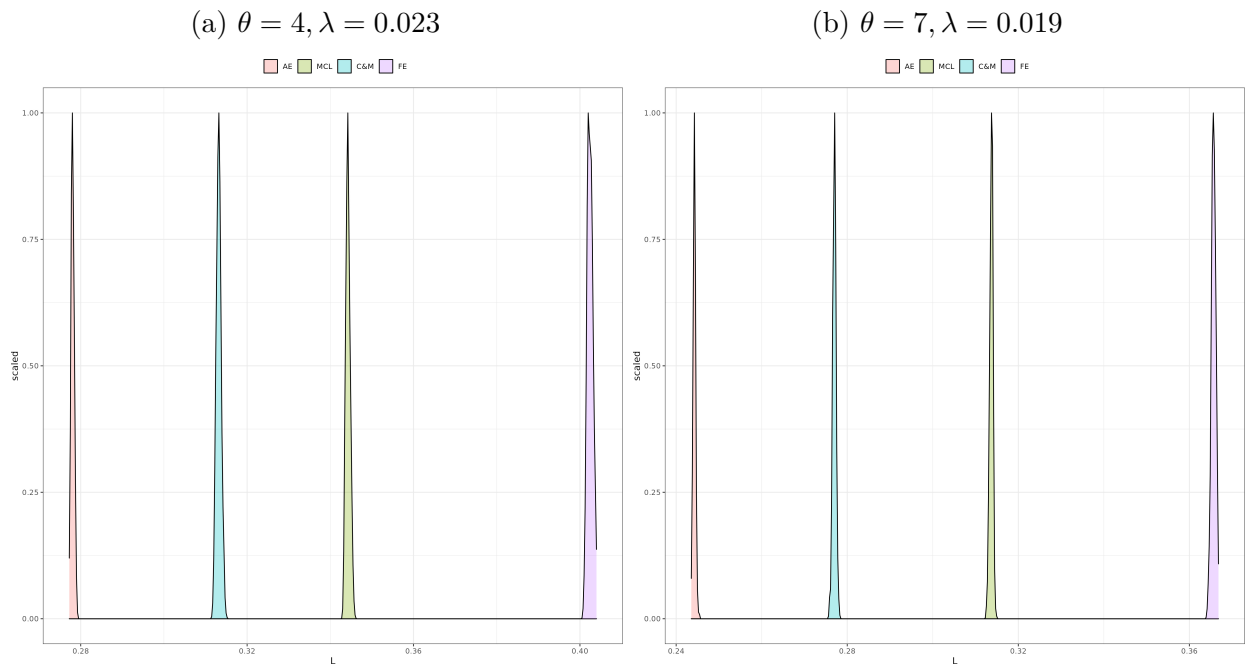 (a) θ = 4, λ = 0.023
AE MCL C&M FE
1.00
0.75
0.50
0.25
0.00
scaled
0.28 0.32 0.36 0.40
L
(b) θ = 7, λ = 0.019
AE MCL C&M FE
1.00
0.75
0.50
0.25
0.00
scaled
0.24 0.28 0.32 0.36
L